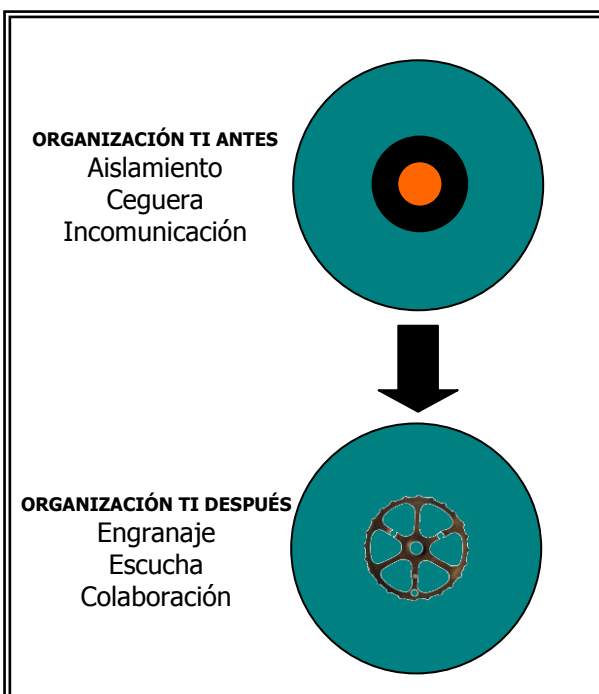 ORGANIZACIÓN TI ANTES
Aislamiento
Ceguera
Incomunicación
ORGANIZACIÓN TI DESPUÉS
Engranaje
Escucha
Colaboración